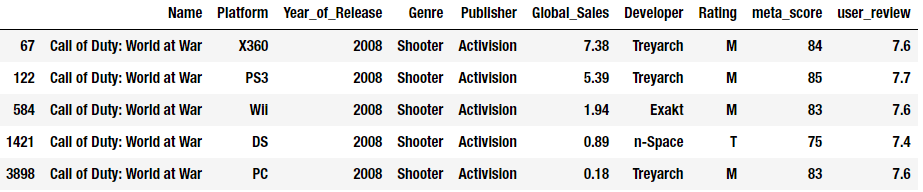 Name Platform Year_of_Release Genre Publisher Global_Sales Developer Rating meta_score user_review
67 Call of Duty: World at War X360 2008 Shooter Activision 7.38 Treyarch M 84 7.6
122 Call of Duty: World at War PS3 2008 Shooter Activision 5.39 Treyarch M 85 7.7
584 Call of Duty: World at War Wii 2008 Shooter Activision 1.94 Exakt M 83 7.6
1421 Call of Duty: World at War DS 2008 Shooter Activision 0.89 n-Space T 75 7.4
3898 Call of Duty: World at War PC 2008 Shooter Activision 0.18 Treyarch M 83 7.6